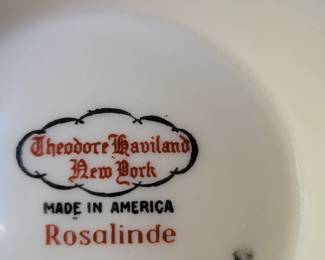 Theodore Haviland
New York
MADE IN AMERICA
Rosalinde